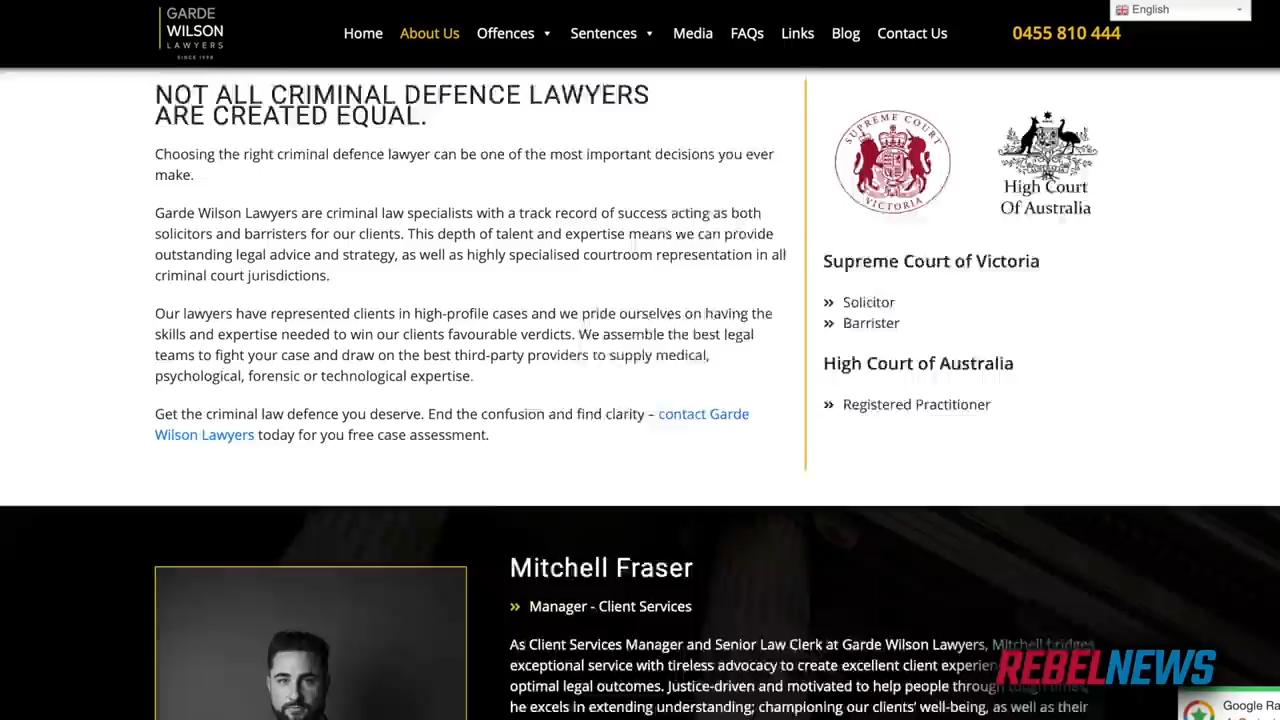 GARDE
WILSON
LAWYERS
SINCE 1998
Home
About Us
Offences
Sentences
Media
FAQs
Links
Blog
Contact Us
English
0455 810 444
NOT ALL CRIMINAL DEFENCE LAWYERS
ARE CREATED EQUAL.
Choosing the right criminal defence lawyer can be one of the most important decisions you ever
make.
Garde Wilson Lawyers are criminal law specialists with a track record of success acting as both
solicitors and barristers for our clients. This depth of talent and expertise means we can provide
outstanding legal advice and strategy, as well as highly specialised courtroom representation in all
criminal court jurisdictions.
Our lawyers have represented clients in high-profile cases and we pride ourselves on having the
skills and expertise needed to win our clients favourable verdicts. We assemble the best legal
teams to fight your case and draw on the best third-party providers to supply medical,
psychological, forensic or technological expertise.
Get the criminal law defence you deserve. End the confusion and find clarity – contact Garde
Wilson Lawyers today for you free case assessment.
SUPREME COURT
VICTORIA
High Court
Of Australia
Supreme Court of Victoria
» Solicitor
» Barrister
High Court of Australia
» Registered Practitioner
Mitchell Fraser
» Manager - Client Services
As Client Services Manager and Senior Law Clerk at Garde Wilson Lawyers, Mitchell bridges
exceptional service with tireless advocacy to create excellent client
optimal legal outcomes. Justice-driven and motivated to help people through tough times,
he excels in extending understanding; championing our clients' well-being, as well as their
REBELNEWS
Google